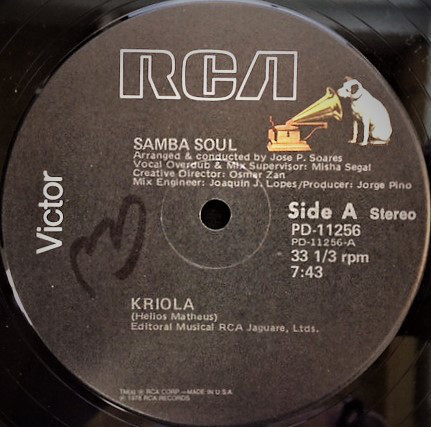 RCA
Victor
SAMBA SOUL
Arranged & conducted by Jose P. Soares
Vocal Overdub & Mix Supervisor: Misha Segal
Creative Director: Osmar Zan
Mix Engineer: Joaquin J. Lopes/Producer: Jorge Pino
Side A Stereo
PD-11256
PD-11256-A
33 1/3 rpm
7:43
KRIOLA
(Helios Matheus)
Editoral Musical RCA Jaguare, Ltds.
TM(s) ® RCA CORP.—MADE IN U.S.A.
℗ 1978 RCA RECORDS